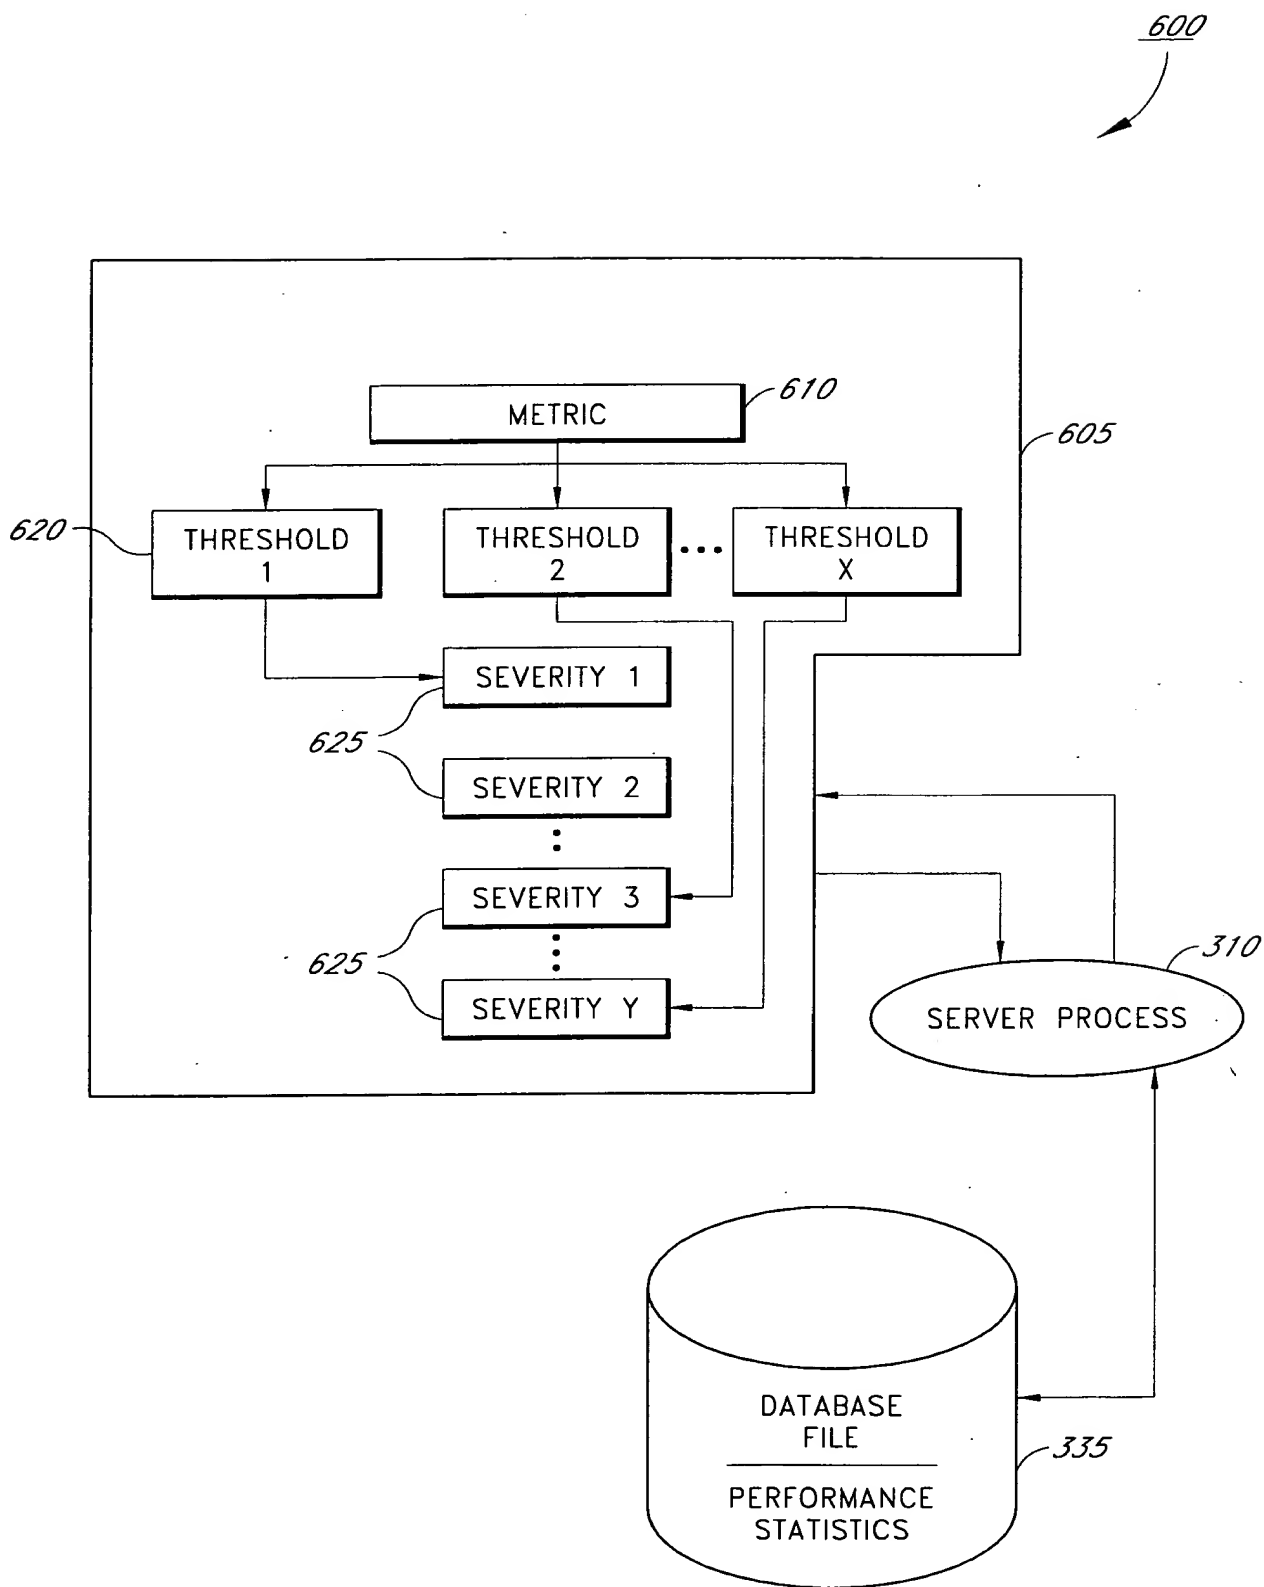 600
METRIC
610
605
620
THRESHOLD
1
THRESHOLD
2
THRESHOLD
X
SEVERITY 1
625
SEVERITY 2
SEVERITY 3
625
SEVERITY Y
310
SERVER PROCESS
DATABASE
FILE
335
PERFORMANCE
STATISTICS